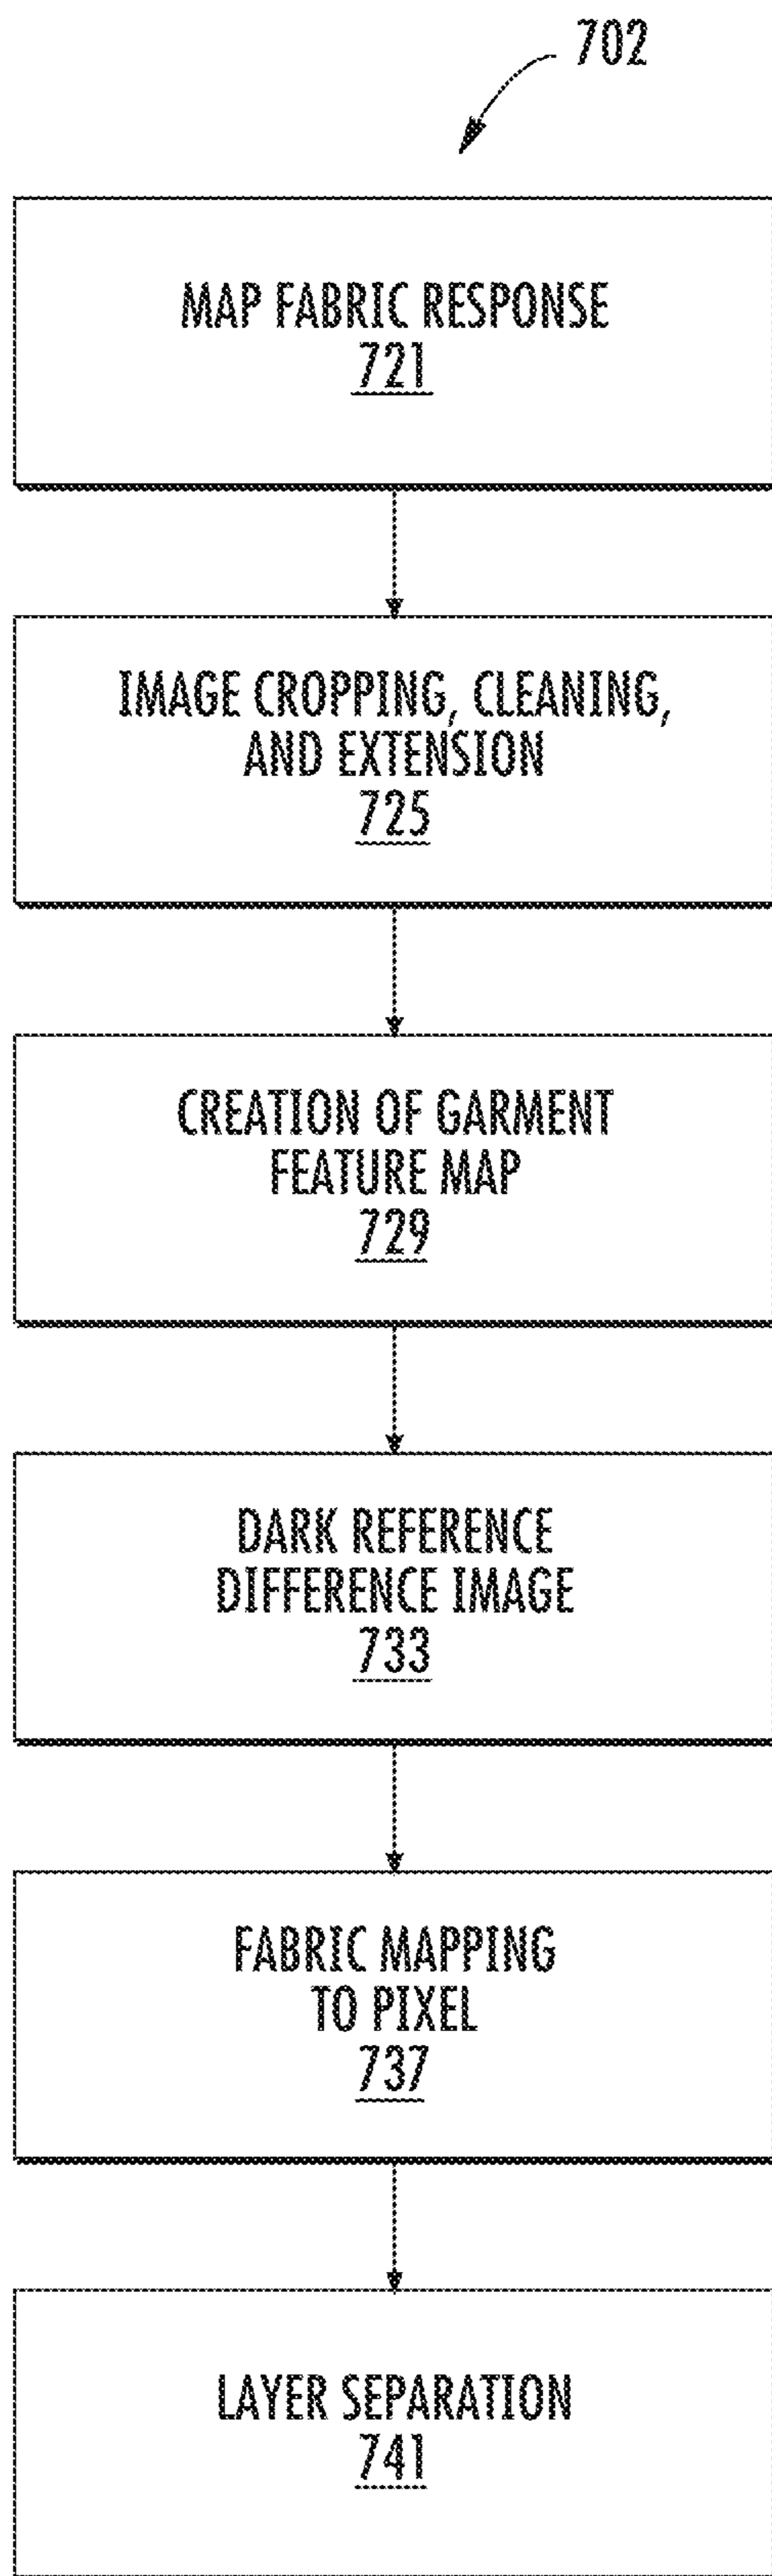 702
MAP FABRIC RESPONSE
721
IMAGE CROPPING, CLEANING,
AND EXTENSION
725
CREATION OF GARMENT
FEATURE MAP
729
DARK REFERENCE
DIFFERENCE IMAGE
733
FABRIC MAPPING
TO PIXEL
737
LAYER SEPARATION
741